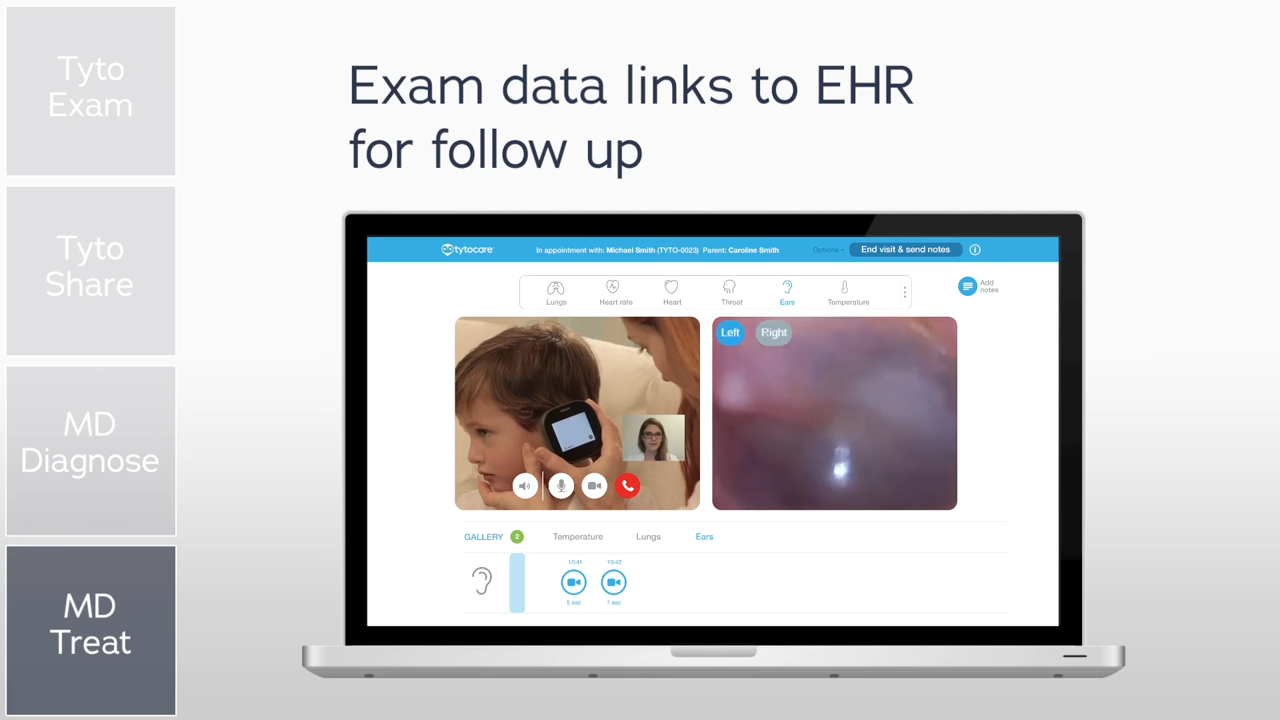 Tyto
Exam
Tyto
Share
MD
Diagnose
MD
Treat
Exam data links to EHR
for follow up
tytocare
In appointment with: Michael Smith (TYTO-0023) Parent: Caroline Smith
Options
End visit & send notes
Lungs
Heart rate
Heart
Throat
Ears
Temperature
Add
notes
Left
Right
GALLERY
2
Temperature
Lungs
Ears
10:41
10:42
5 sec
7 sec